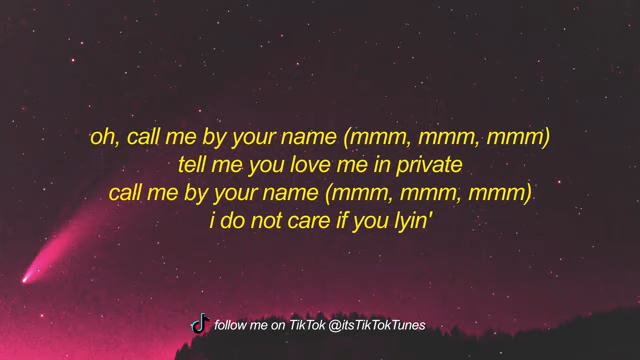 oh, call me by your name (mmm, mmm, mmm)
tell me you love me in private
call me by your name (mmm, mmm, mmm)
i do not care if you lyin'
follow me on TikTok @itsTikTokTunes